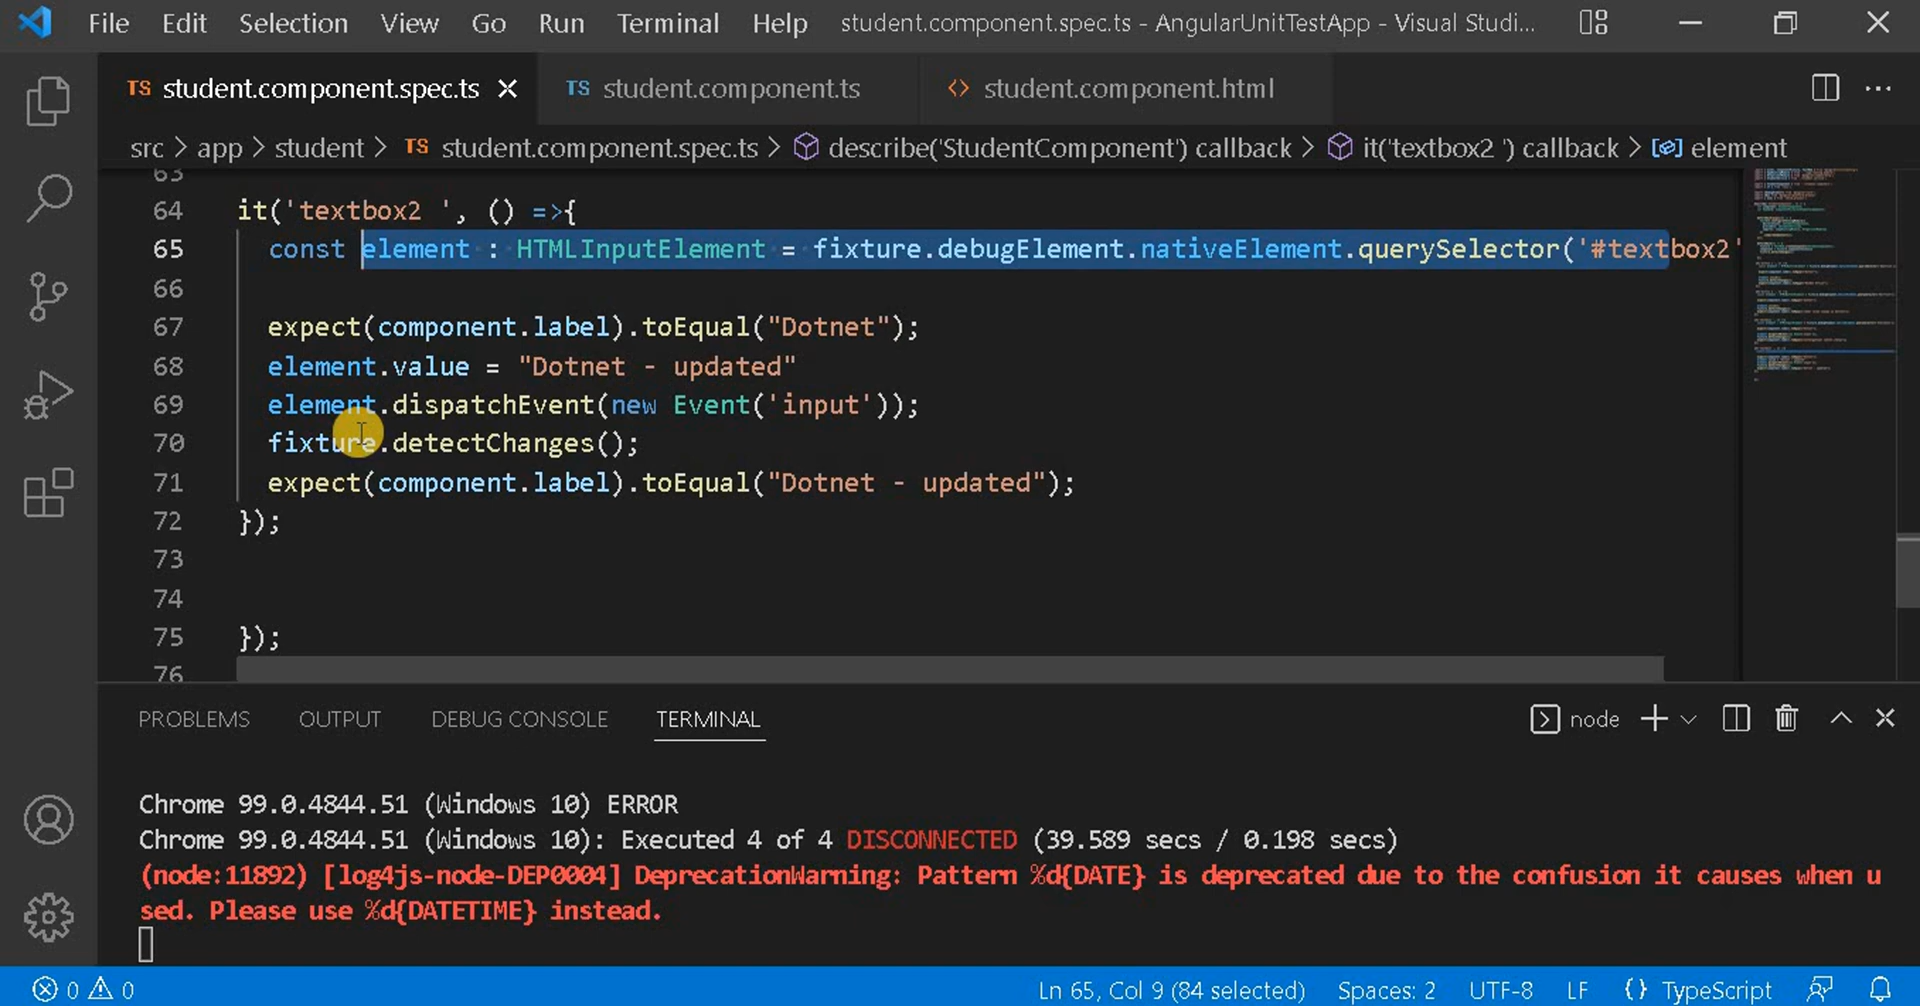 File Edit Selection View Go Run Terminal Help student.component.spec.ts - AngularUnitTestApp - Visual Studi...
TS student.component.spec.ts TS student.component.ts <> student.component.html ...
src > app > student > TS student.component.spec.ts > describe('StudentComponent') callback > it('textbox2 ') callback > element
63
64 it('textbox2 ', () =>{
65 const element : HTMLInputElement = fixture.debugElement.nativeElement.querySelector('#textbox2'
66
67 expect(component.label).toEqual("Dotnet");
68 element.value = "Dotnet - updated"
69 element.dispatchEvent(new Event('input'));
70 fixture.detectChanges();
71 expect(component.label).toEqual("Dotnet - updated");
72 });
73
74
75 });
76
PROBLEMS OUTPUT DEBUG CONSOLE TERMINAL node
Chrome 99.0.4844.51 (Windows 10) ERROR
Chrome 99.0.4844.51 (Windows 10): Executed 4 of 4 DISCONNECTED (39.589 secs / 0.198 secs)
(node:11892) [log4js-node-DEP0004] DeprecationWarning: Pattern %d{DATE} is deprecated due to the confusion it causes when u
sed. Please use %d{DATETIME} instead.
0 0 Ln 65, Col 9 (84 selected) Spaces: 2 UTF-8 LF {} TypeScript